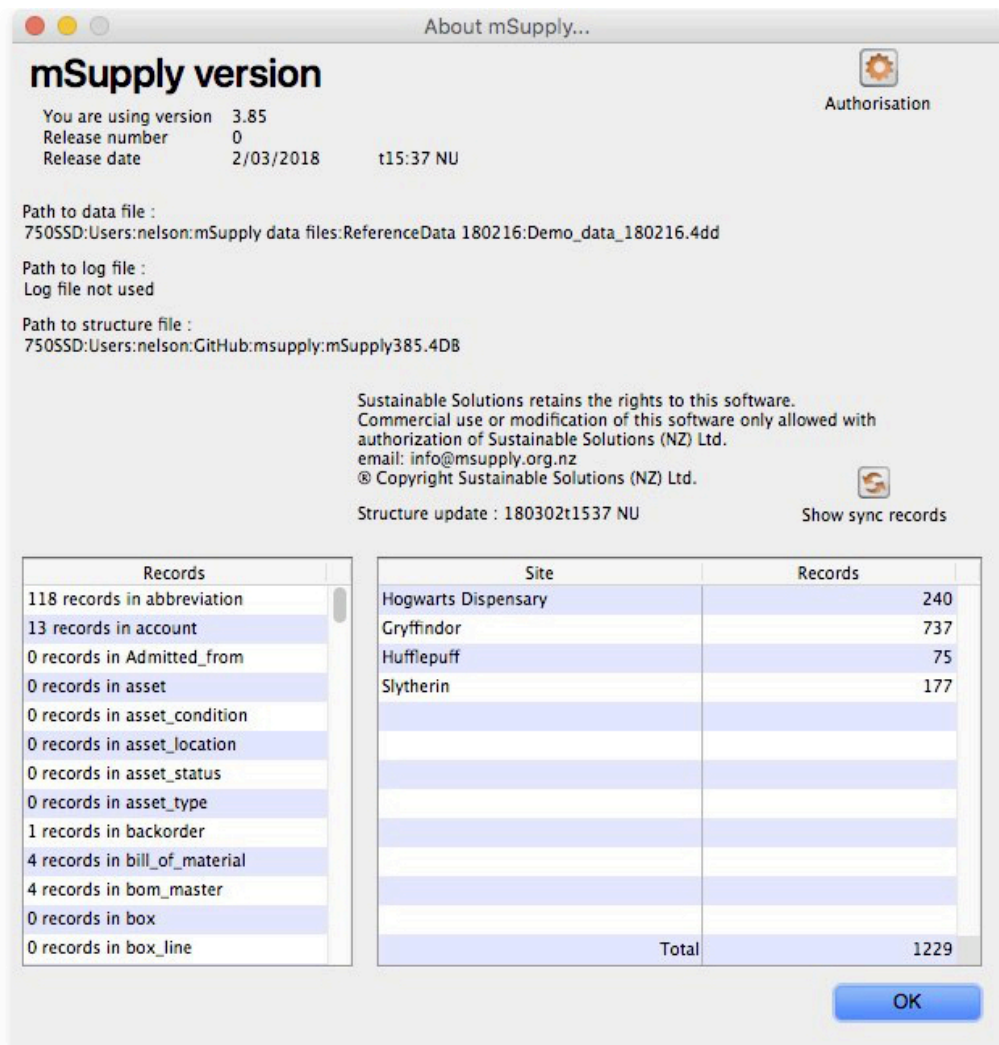 About mSupply...
mSupply version
Authorisation
You are using version 3.85
Release number 0
Release date 2/03/2018 t15:37 NU
Path to data file :
750SSD:Users:nelson:mSupply data files:ReferenceData 180216:Demo_data_180216.4dd
Path to log file :
Log file not used
Path to structure file :
750SSD:Users:nelson:GitHub:msupply:mSupply385.4DB
Sustainable Solutions retains the rights to this software.
Commercial use or modification of this software only allowed with
authorization of Sustainable Solutions (NZ) Ltd.
email: info@msupply.org.nz
® Copyright Sustainable Solutions (NZ) Ltd.
Structure update : 180302t1537 NU
Show sync records
Records
118 records in abbreviation
13 records in account
0 records in Admitted_from
0 records in asset
0 records in asset_condition
0 records in asset_location
0 records in asset_status
0 records in asset_type
1 records in backorder
4 records in bill_of_material
4 records in bom_master
0 records in box
0 records in box_line
Site Records
Hogwarts Dispensary 240
Gryffindor 737
Hufflepuff 75
Slytherin 177
Total 1229
OK